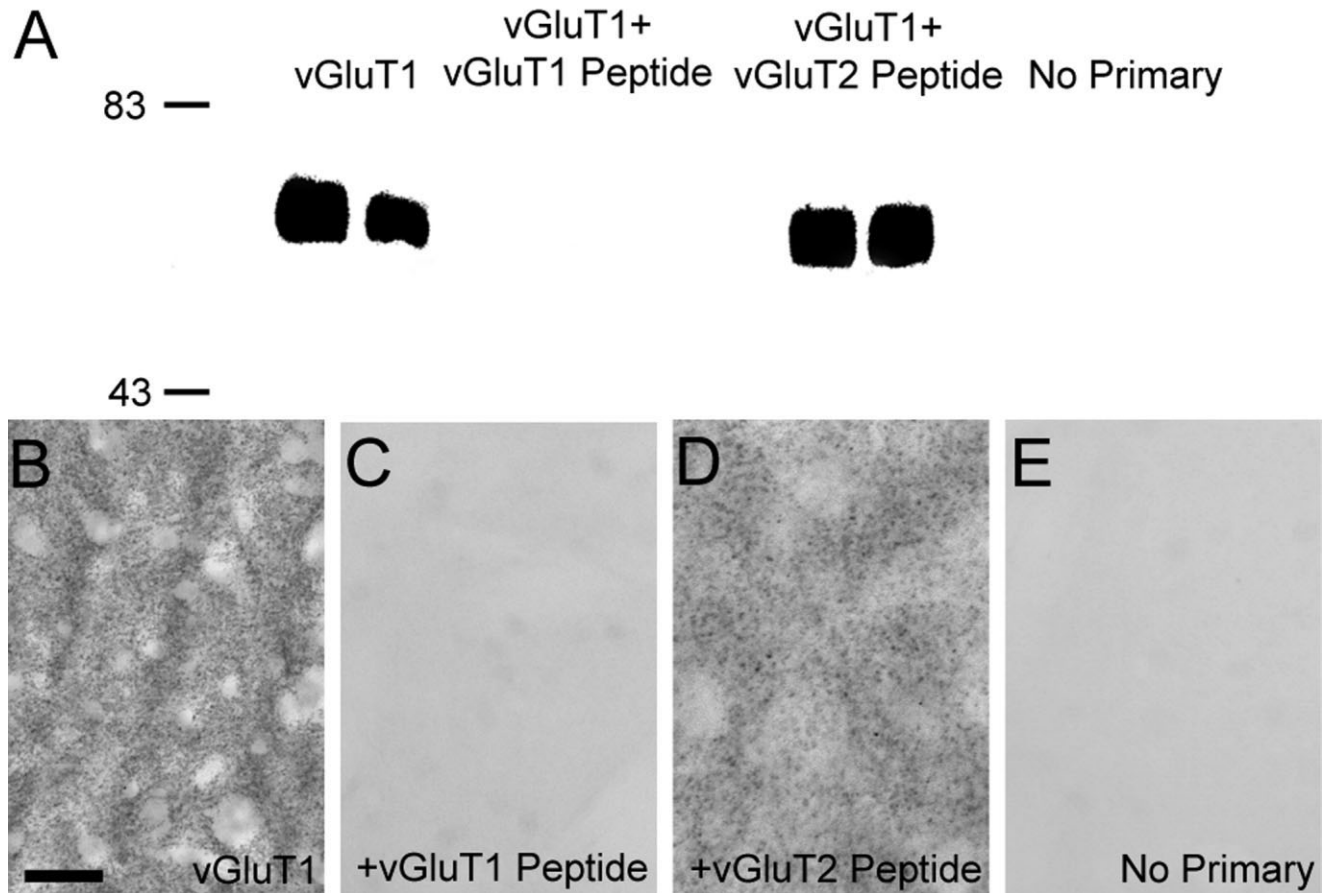 A
vGluT1
vGluT1+
vGluT1 Peptide
vGluT1+
vGluT2 Peptide
No Primary
83
43
B
vGluT1
C
+vGluT1 Peptide
D
+vGluT2 Peptide
E
No Primary